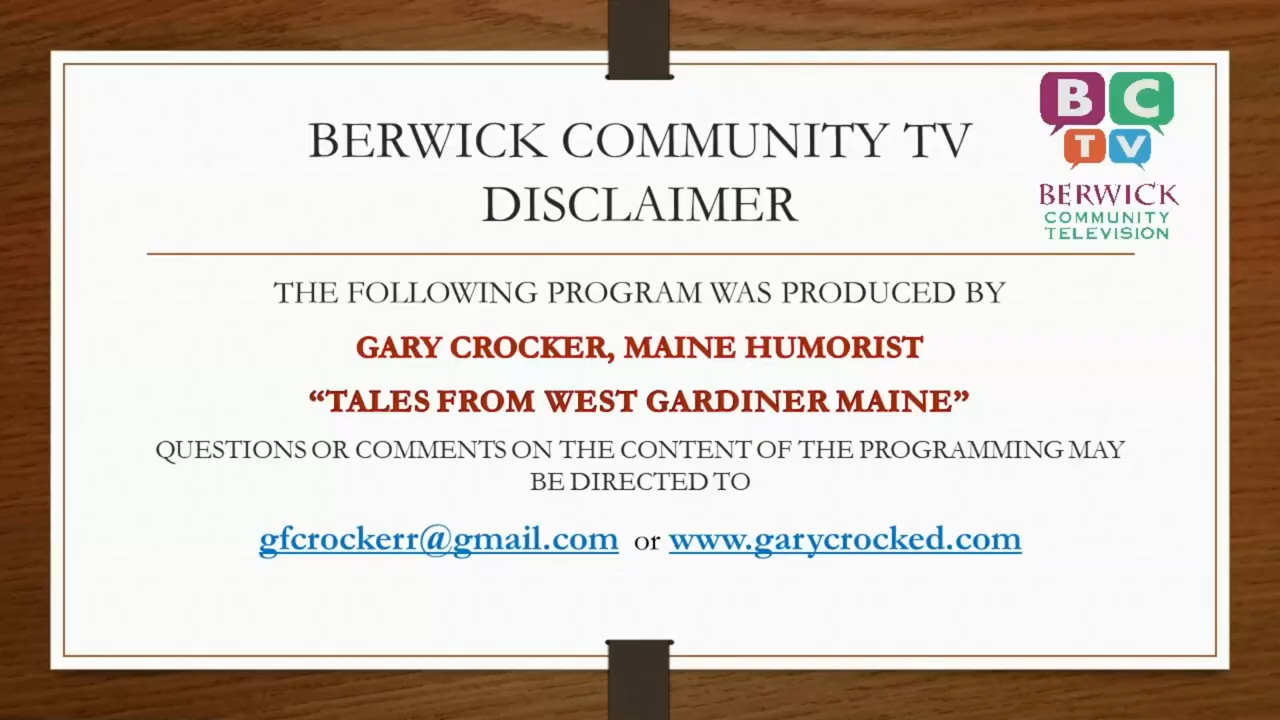 BERWICK COMMUNITY TV
DISCLAIMER
B C
T V
BERWICK
COMMUNITY
TELEVISION
THE FOLLOWING PROGRAM WAS PRODUCED BY
GARY CROCKER, MAINE HUMORIST
“TALES FROM WEST GARDINER MAINE”
QUESTIONS OR COMMENTS ON THE CONTENT OF THE PROGRAMMING MAY
BE DIRECTED TO
gfcrockerr@gmail.com or www.garycrocked.com